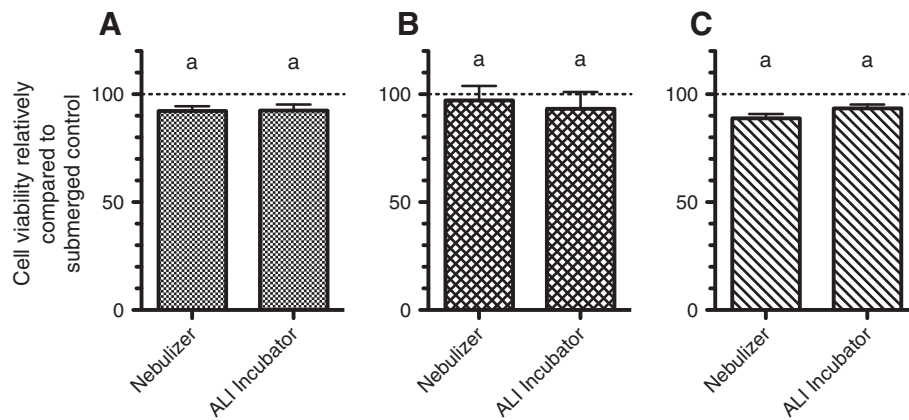 A
B
C
Cell viability relatively
compared to
submerged control
a
a
100
50
0
Nebulizer
ALI Incubator
a
a
100
50
0
Nebulizer
ALI Incubator
a
a
100
50
0
Nebulizer
ALI Incubator